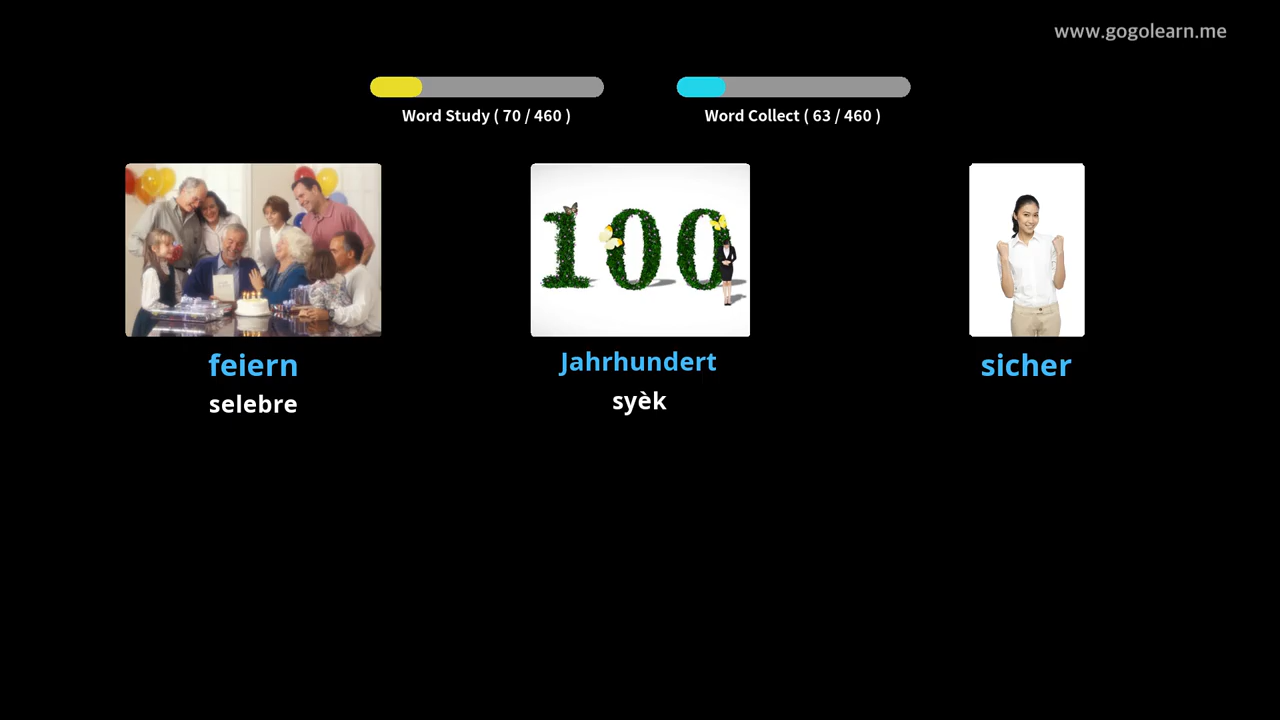 www.gogolearn.me
Word Study ( 70 / 460 )
Word Collect ( 63 / 460 )
feiern
selebre
Jahrhundert
syèk
sicher